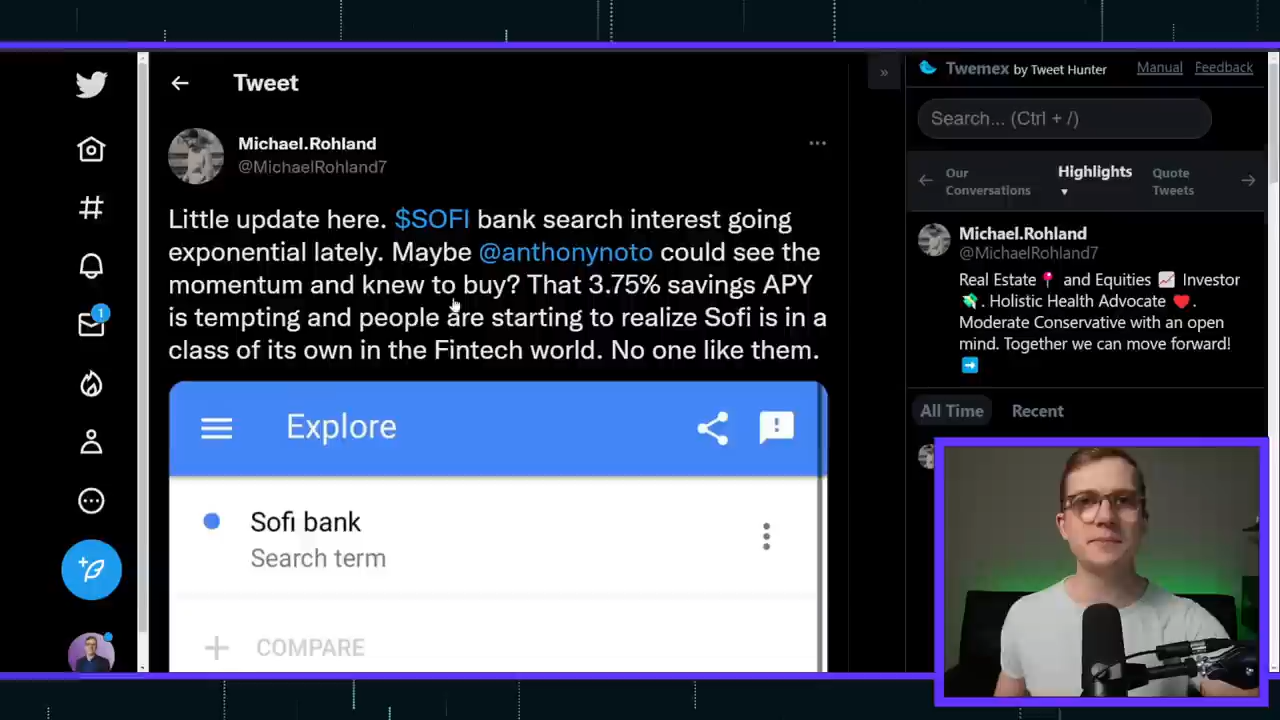 Tweet
»
Michael.Rohland
@MichaelRohland7
Little update here. $SOFI bank search interest going
exponential lately. Maybe @anthonynoto could see the
momentum and knew to buy? That 3.75% savings APY
is tempting and people are starting to realize Sofi is in a
class of its own in the Fintech world. No one like them.
Explore
Sofi bank
Search term
COMPARE
1
Twemex by Tweet Hunter
Manual
Feedback
Search... (Ctrl + /)
Our
Conversations
Highlights
Quote
Tweets
Michael.Rohland
@MichaelRohland7
Real Estate📍 and Equities 📈 Investor
💸. Holistic Health Advocate ❤️.
Moderate Conservative with an open
mind. Together we can move forward!
➡️
All Time
Recent